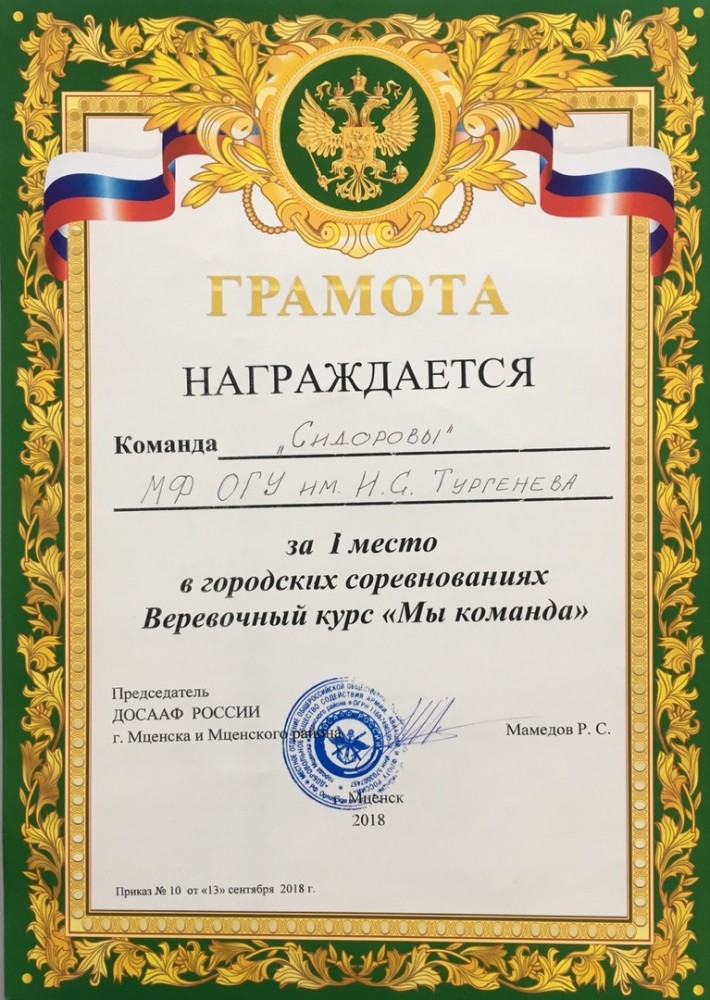 ГРАМОТА
НАГРАЖДАЕТСЯ
Команда „Сидоровы"
МФ ОГУ им. И.С. Тургенева
за I место
в городских соревнованиях
Веревочный курс «Мы команда»
Председатель
ДОСААФ РОССИИ
г. Мценска и Мценского района
Мамедов Р. С.
г. Мценск
2018
Приказ № 10 от «13» сентября 2018 г.